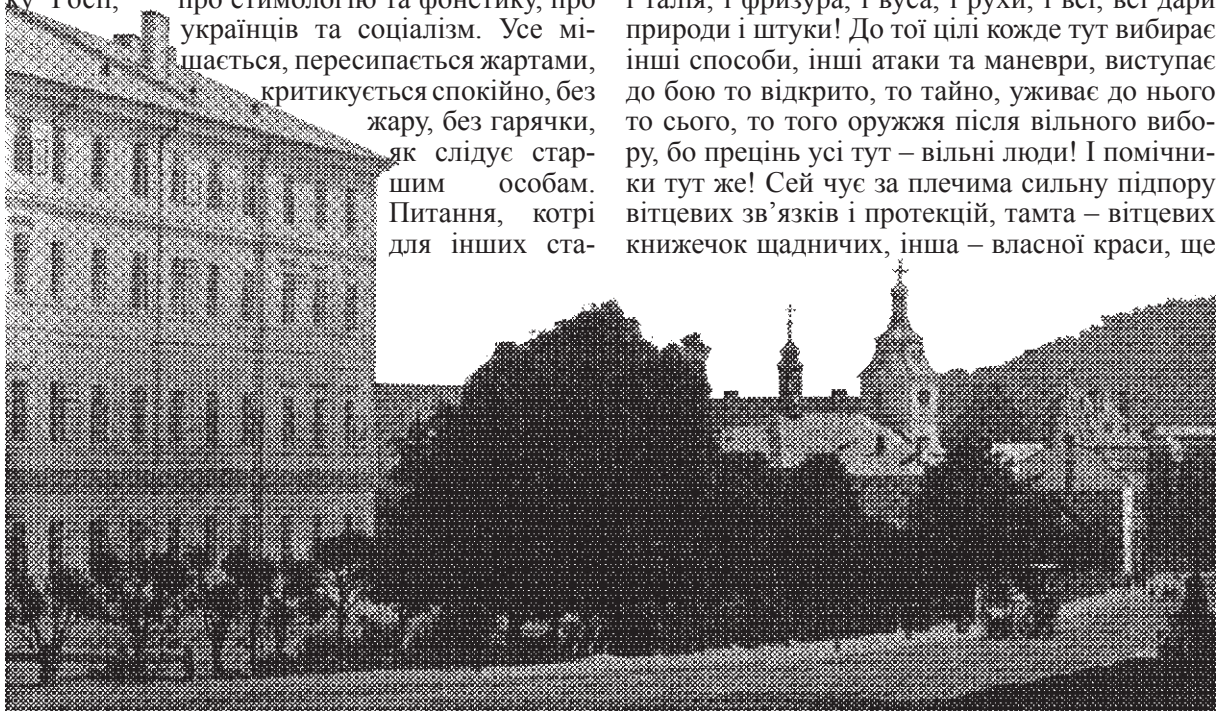 ку Росії,
про етимологію та фонетику, про
українців та соціалізм. Усе мі-
шається, пересипається жартами,
критикується спокійно, без
жару, без гарячки,
як слідує стар-
шим особам.
Питання, котрі
для інших ста-
і талія, і фризура, і вуса, і рухи, і всі, всі дари
природи і штуки! До тої цілі кожде тут вибирає
інші способи, інші атаки та маневри, виступає
до бою то відкрито, то тайно, уживає до нього
то сього, то того оружжя після вільного вибо-
ру, бо прецінь усі тут – вільні люди! І помічни-
ки тут же! Сей чує за плечима сильну підпору
вітцевих зв’язків і протекцій, тамта – вітцевих
книжечок щадничих, інша – власної краси, ще